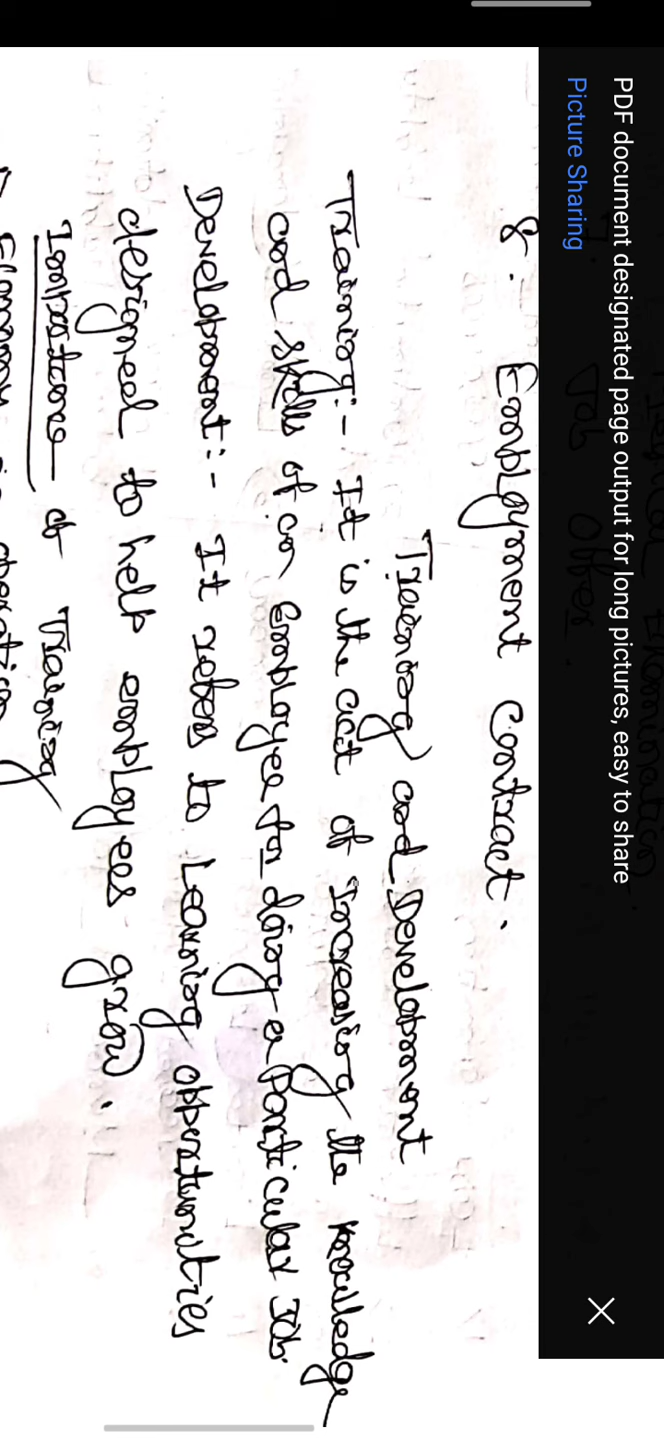 PDF document designated page output for long pictures, easy to share
Picture Sharing
Job Offer.
8. Employment contract.
Training and Development
Training:- It is the act of Increasing the knowledge
and skills of an Employee for doing a Particular Job.
Development:- It refers to Learning opportunities
designed to help employees grow.
Importance of Training